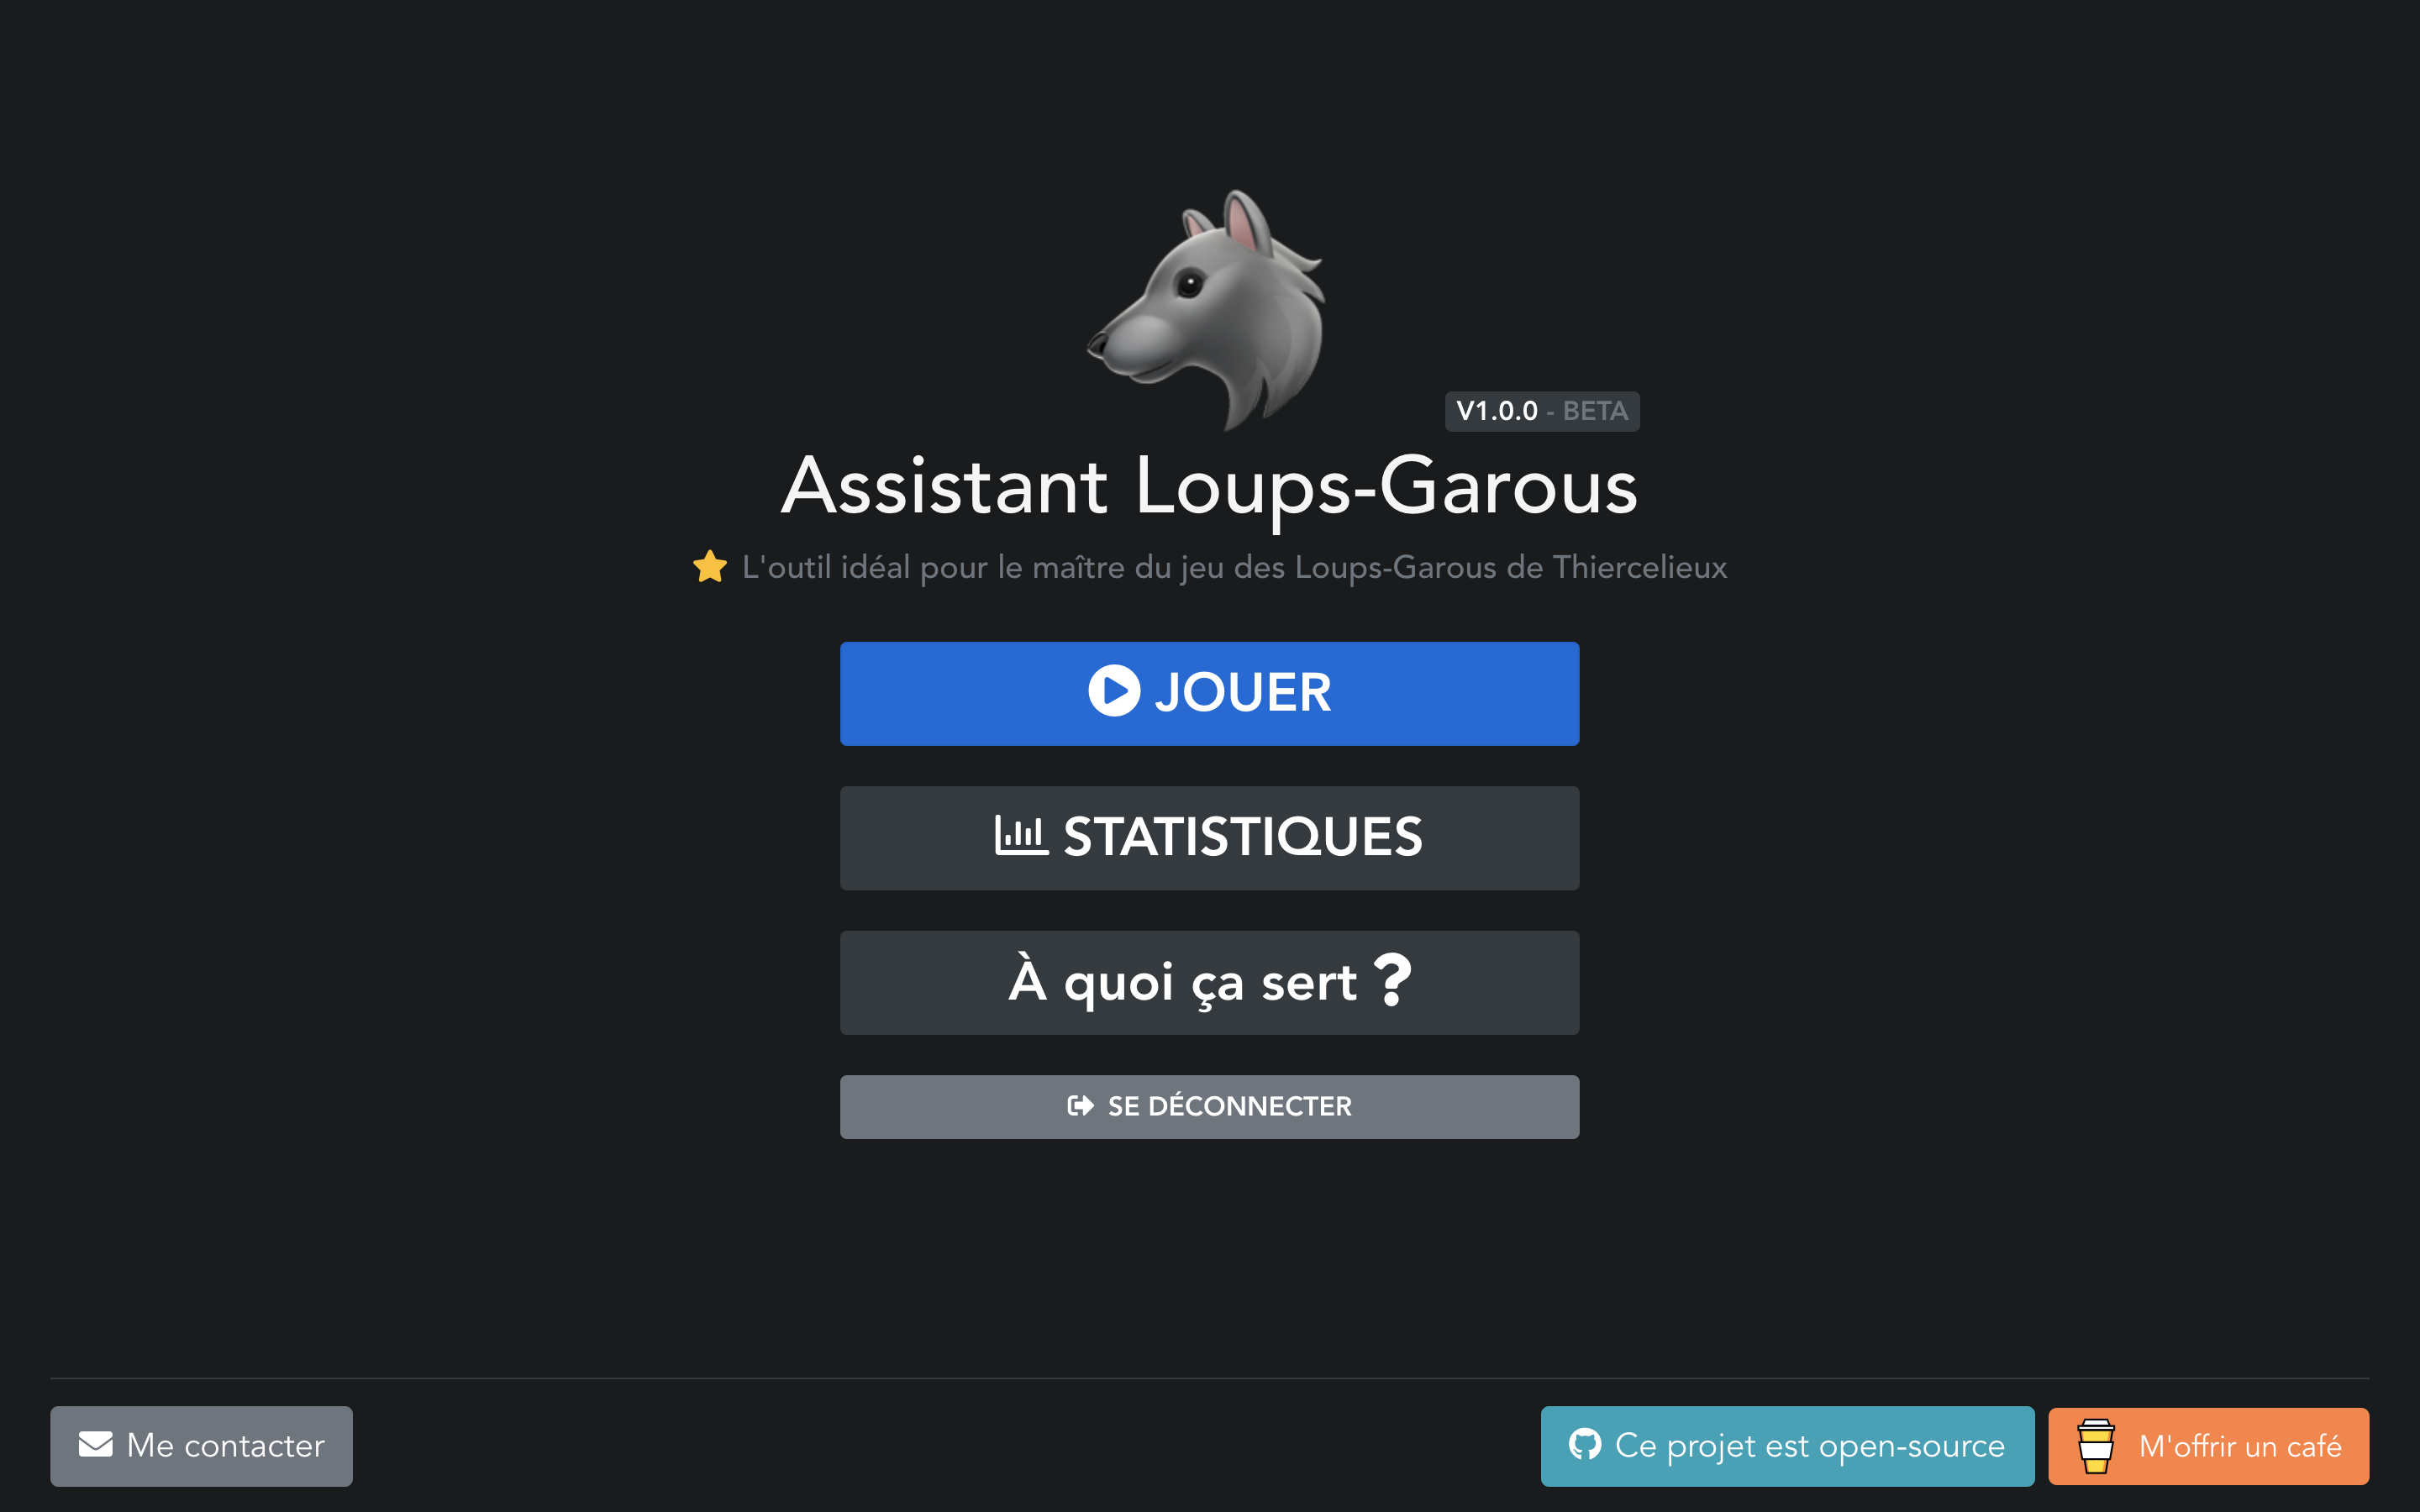 V1.0.0 - BETA
Assistant Loups-Garous
L'outil idéal pour le maître du jeu des Loups-Garous de Thiercelieux
JOUER
STATISTIQUES
À quoi ça sert ?
SE DÉCONNECTER
Me contacter
Ce projet est open-source
M'offrir un café